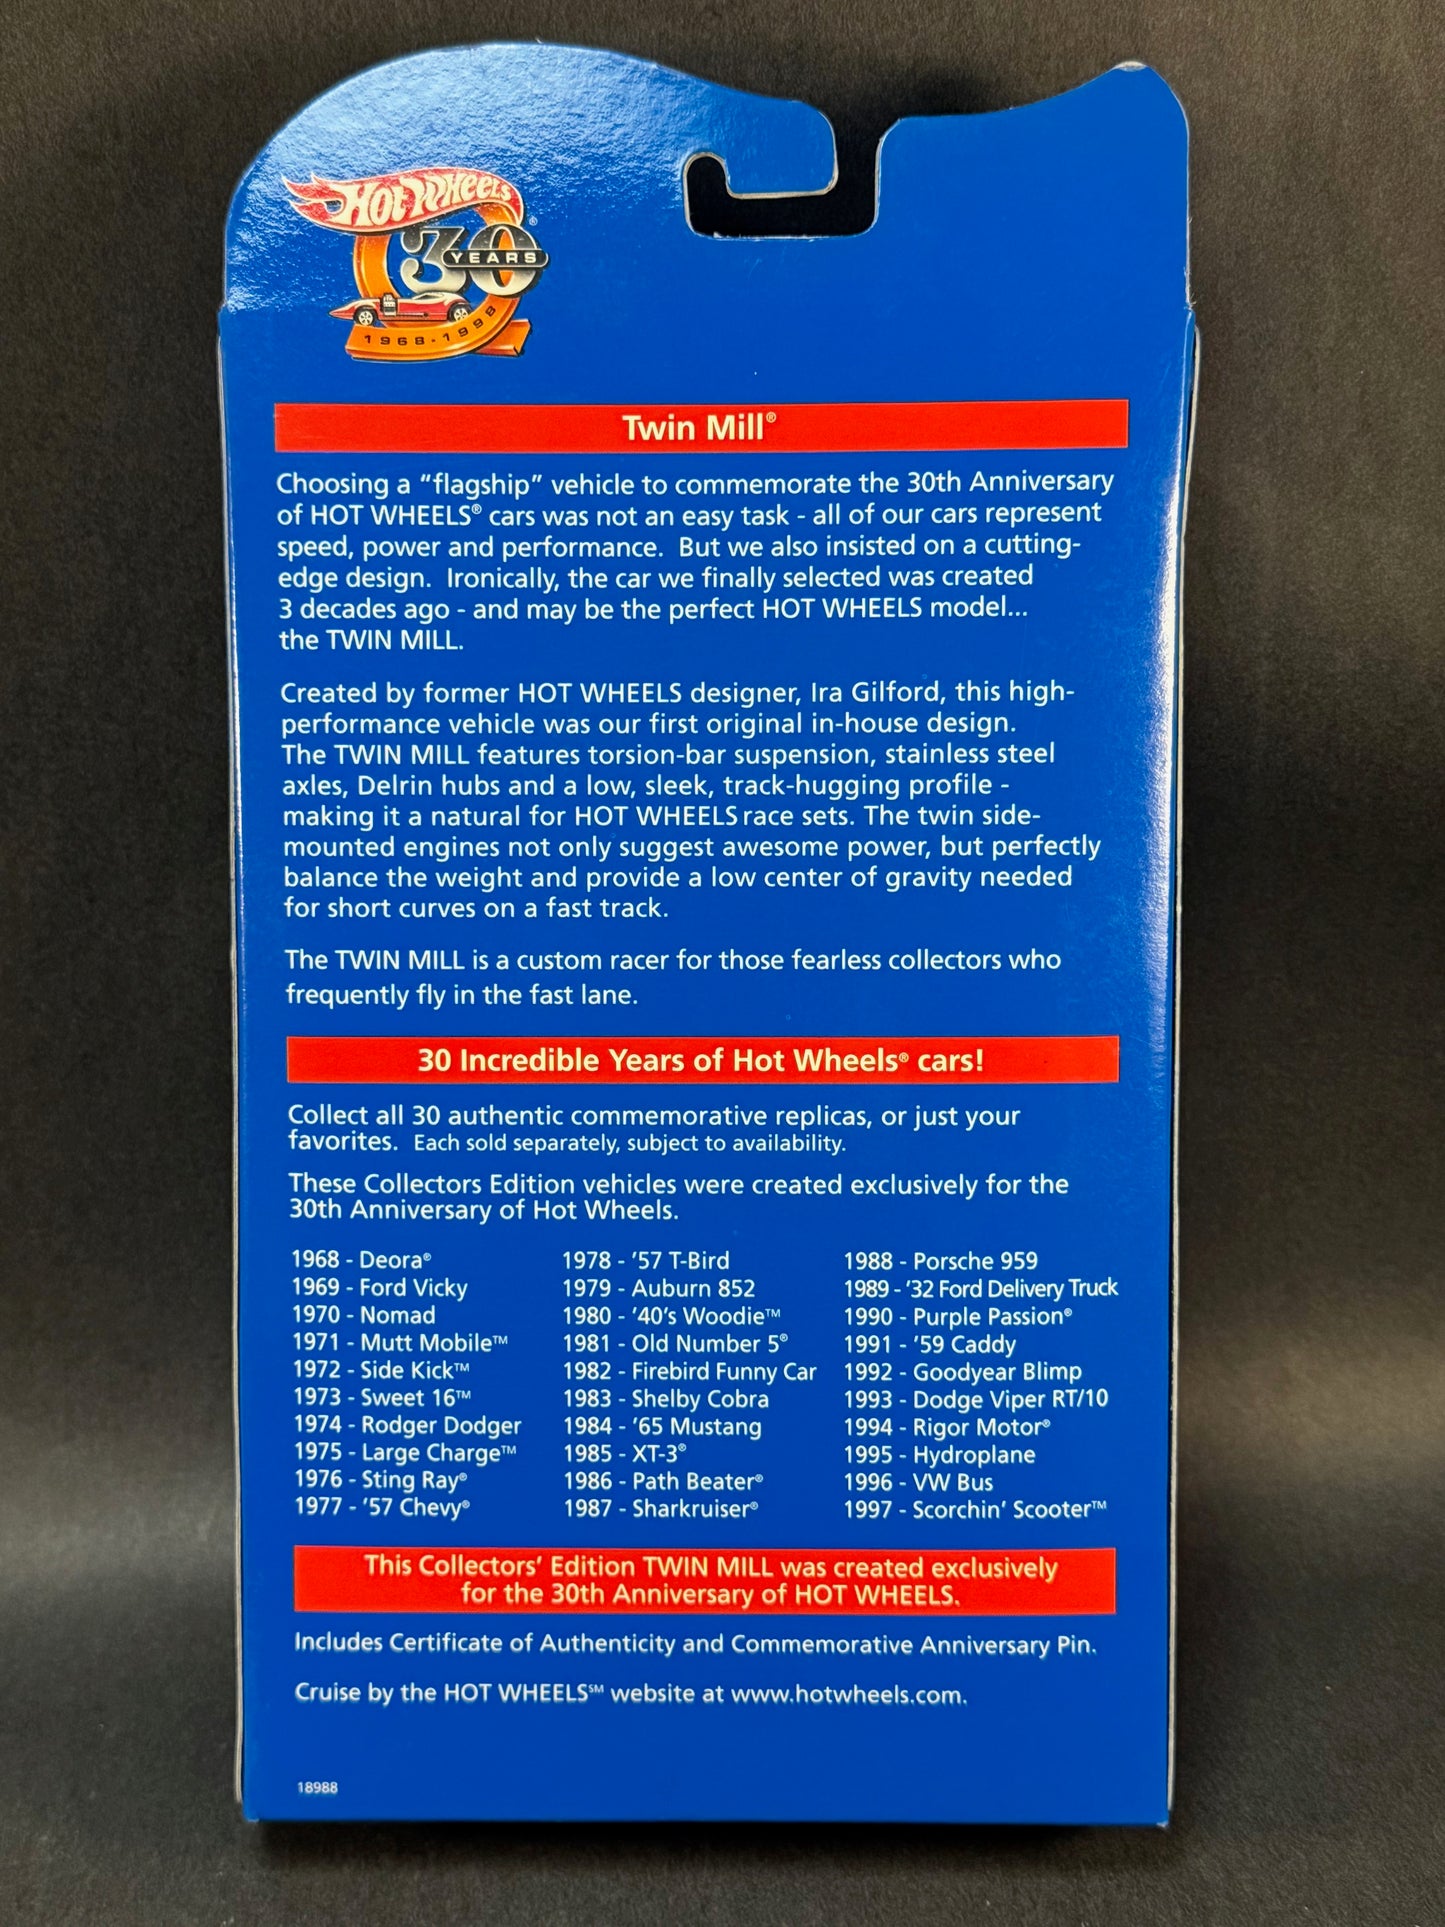 HOT WHEELS®
30
YEARS
1968-1998
Twin Mill®
Choosing a “flagship” vehicle to commemorate the 30th Anniversary
of HOT WHEELS® cars was not an easy task - all of our cars represent
speed, power and performance. But we also insisted on a cutting-
edge design. Ironically, the car we finally selected was created
3 decades ago - and may be the perfect HOT WHEELS model...
the TWIN MILL.
Created by former HOT WHEELS designer, Ira Gilford, this high-
performance vehicle was our first original in-house design.
The TWIN MILL features torsion-bar suspension, stainless steel
axles, Delrin hubs and a low, sleek, track-hugging profile -
making it a natural for HOT WHEELS race sets. The twin side-
mounted engines not only suggest awesome power, but perfectly
balance the weight and provide a low center of gravity needed
for short curves on a fast track.
The TWIN MILL is a custom racer for those fearless collectors who
frequently fly in the fast lane.
30 Incredible Years of Hot Wheels® cars!
Collect all 30 authentic commemorative replicas, or just your
favorites. Each sold separately, subject to availability.
These Collectors Edition vehicles were created exclusively for the
30th Anniversary of Hot Wheels.
1968 - Deora®
1969 - Ford Vicky
1970 - Nomad
1971 - Mutt Mobile™
1972 - Side Kick™
1973 - Sweet 16™
1974 - Rodger Dodger
1975 - Large Charge™
1976 - Sting Ray®
1977 - ’57 Chevy®
1978 - ’57 T-Bird
1979 - Auburn 852
1980 - ’40’s Woodie™
1981 - Old Number 5®
1982 - Firebird Funny Car
1983 - Shelby Cobra
1984 - ’65 Mustang
1985 - XT-3®
1986 - Path Beater®
1987 - Sharkruiser®
1988 - Porsche 959
1989 - ’32 Ford Delivery Truck
1990 - Purple Passion®
1991 - ’59 Caddy
1992 - Goodyear Blimp
1993 - Dodge Viper RT/10
1994 - Rigor Motor®
1995 - Hydroplane
1996 - VW Bus
1997 - Scorchin’ Scooter™
This Collectors’ Edition TWIN MILL was created exclusively
for the 30th Anniversary of HOT WHEELS.
Includes Certificate of Authenticity and Commemorative Anniversary Pin.
Cruise by the HOT WHEELS℠ website at www.hotwheels.com.
18988